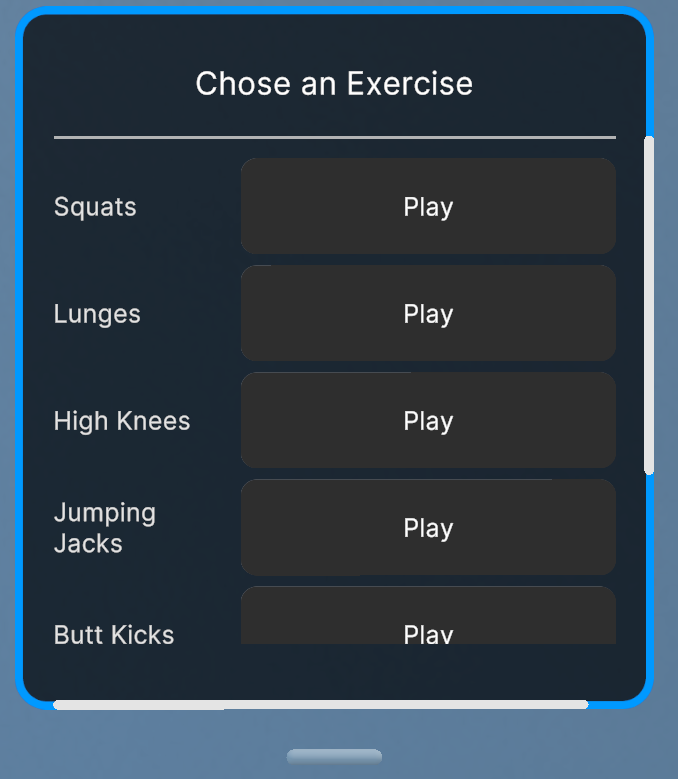 Chose an Exercise
Squats
Play
Lunges
Play
High Knees
Play
Jumping
Jacks
Play
Butt Kicks
Play